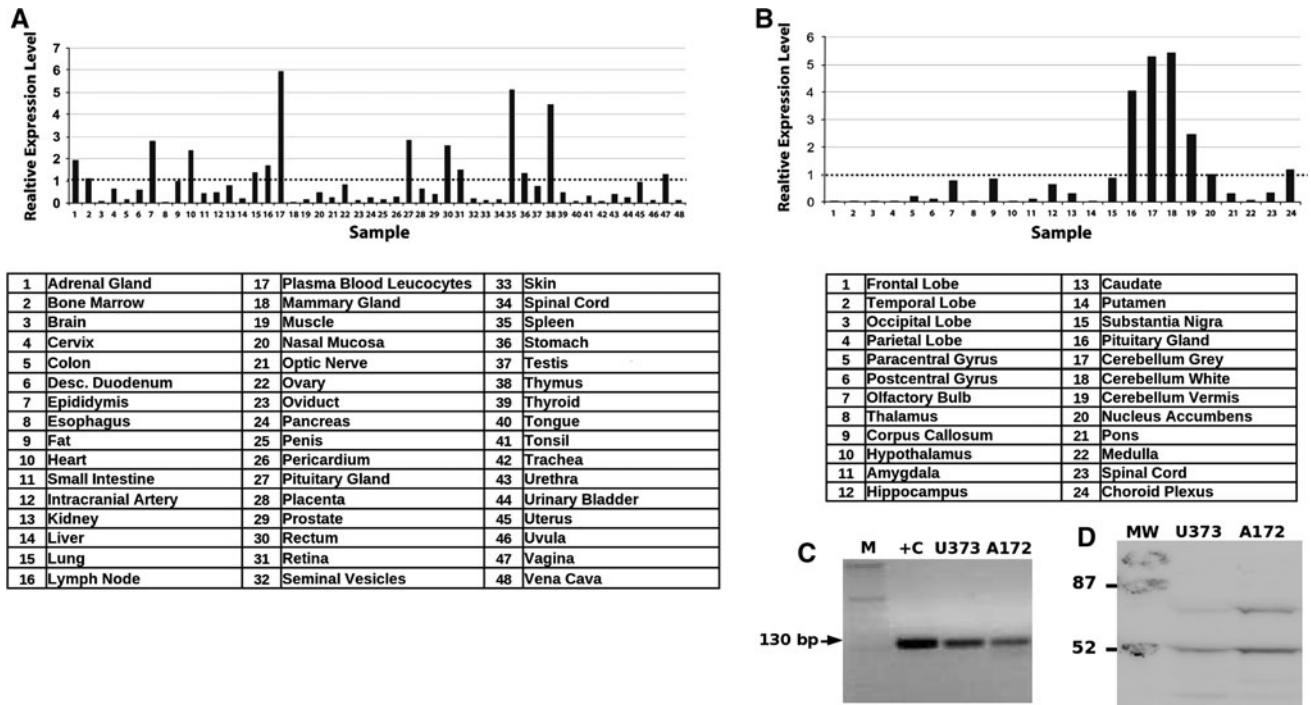 A
Realtive Expression Level
7
6
5
4
3
2
1
0
1 2 3 4 5 6 7 8 9 10 11 12 13 14 15 16 17 18 19 20 21 22 23 24 25 26 27 28 29 30 31 32 33 34 35 36 37 38 39 40 41 42 43 44 45 46 47 48
Sample
1 Adrenal Gland 17 Plasma Blood Leucocytes 33 Skin
2 Bone Marrow 18 Mammary Gland 34 Spinal Cord
3 Brain 19 Muscle 35 Spleen
4 Cervix 20 Nasal Mucosa 36 Stomach
5 Colon 21 Optic Nerve 37 Testis
6 Desc. Duodenum 22 Ovary 38 Thymus
7 Epididymis 23 Oviduct 39 Thyroid
8 Esophagus 24 Pancreas 40 Tongue
9 Fat 25 Penis 41 Tonsil
10 Heart 26 Pericardium 42 Trachea
11 Small Intestine 27 Pituitary Gland 43 Urethra
12 Intracranial Artery 28 Placenta 44 Urinary Bladder
13 Kidney 29 Prostate 45 Uterus
14 Liver 30 Rectum 46 Uvula
15 Lung 31 Retina 47 Vagina
16 Lymph Node 32 Seminal Vesicles 48 Vena Cava
B
Realtive Expression Level
6
5
4
3
2
1
0
1 2 3 4 5 6 7 8 9 10 11 12 13 14 15 16 17 18 19 20 21 22 23 24
Sample
1 Frontal Lobe 13 Caudate
2 Temporal Lobe 14 Putamen
3 Occipital Lobe 15 Substantia Nigra
4 Parietal Lobe 16 Pituitary Gland
5 Paracentral Gyrus 17 Cerebellum Grey
6 Postcentral Gyrus 18 Cerebellum White
7 Olfactory Bulb 19 Cerebellum Vermis
8 Thalamus 20 Nucleus Accumbens
9 Corpus Callosum 21 Pons
10 Hypothalamus 22 Medulla
11 Amygdala 23 Spinal Cord
12 Hippocampus 24 Choroid Plexus
C
M +C U373 A172
130 bp
D
MW U373 A172
87
52